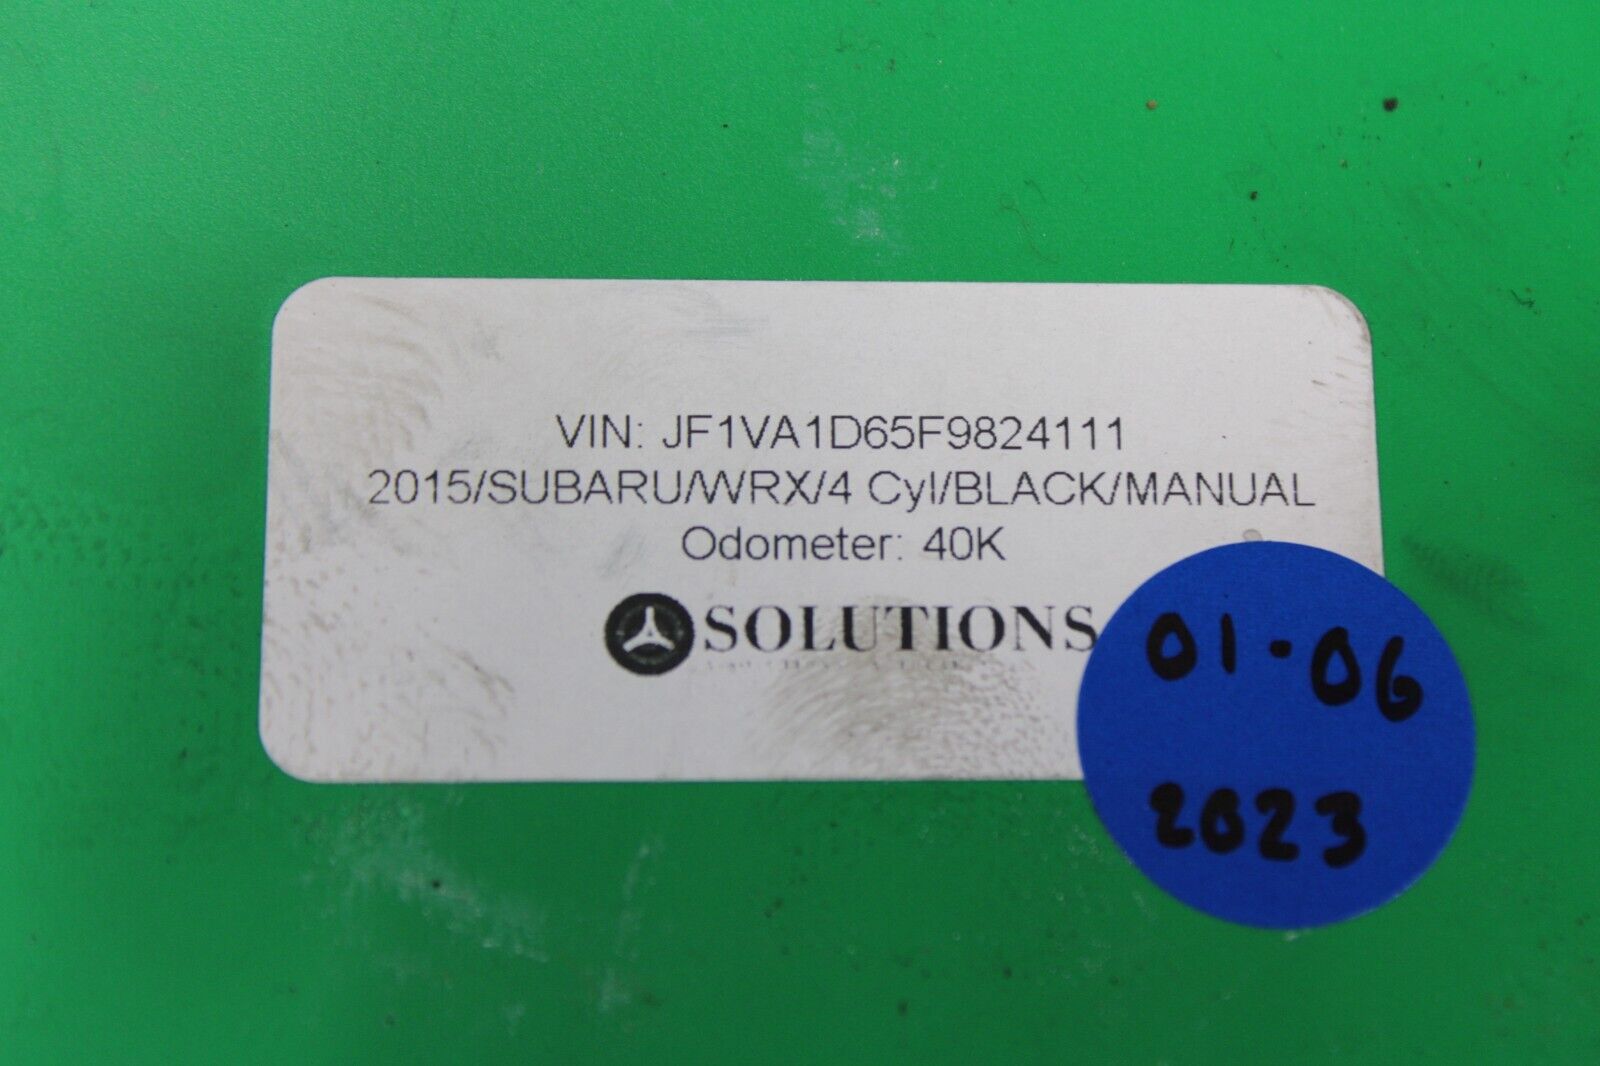 VIN: JF1VA1D65F9824111
2015/SUBARU/WRX/4 Cyl/BLACK/MANUAL
Odometer: 40K
SOLUTIONS
01-06
2023